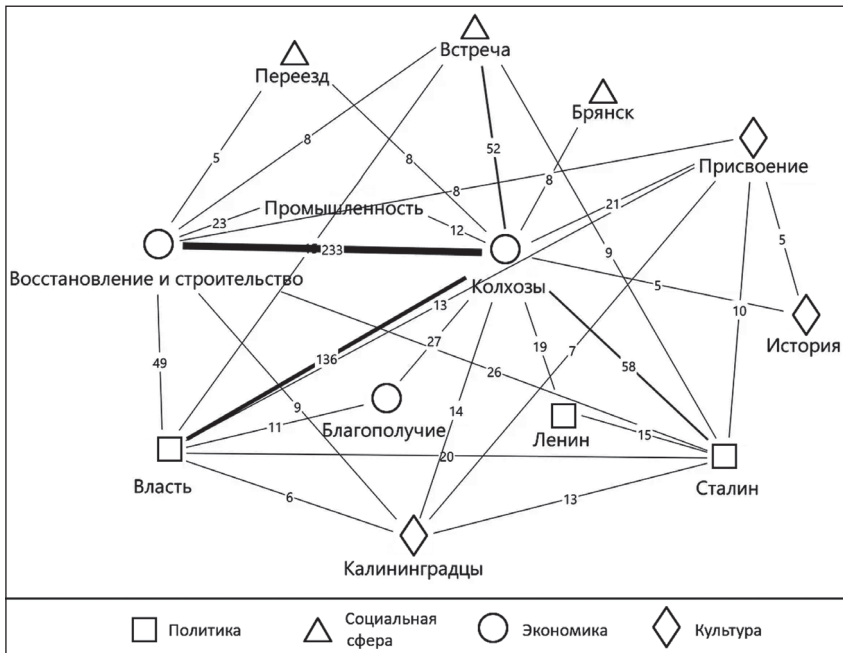 Встреча
Переезд
Брянск
Присвоение
5
8
8
52
8
8
21
5
Промышленность
23
12
9
233
Восстановление и строительство
Колхозы
5
13
10
История
49
136
27
19
7
26
58
9
14
11
Благополучие
Ленин
15
20
Власть
Сталин
6
13
Калининградцы
Политика
Социальная
сфера
Экономика
Культура